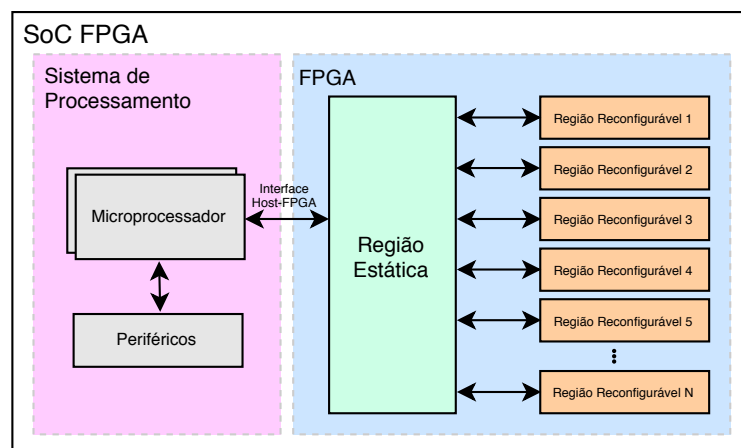 SoC FPGA
Sistema de
Processamento
Microprocessador
Periféricos
Interface
Host-FPGA
FPGA
Região
Estática
Região Reconfigurável 1
Região Reconfigurável 2
Região Reconfigurável 3
Região Reconfigurável 4
Região Reconfigurável 5
Região Reconfigurável N